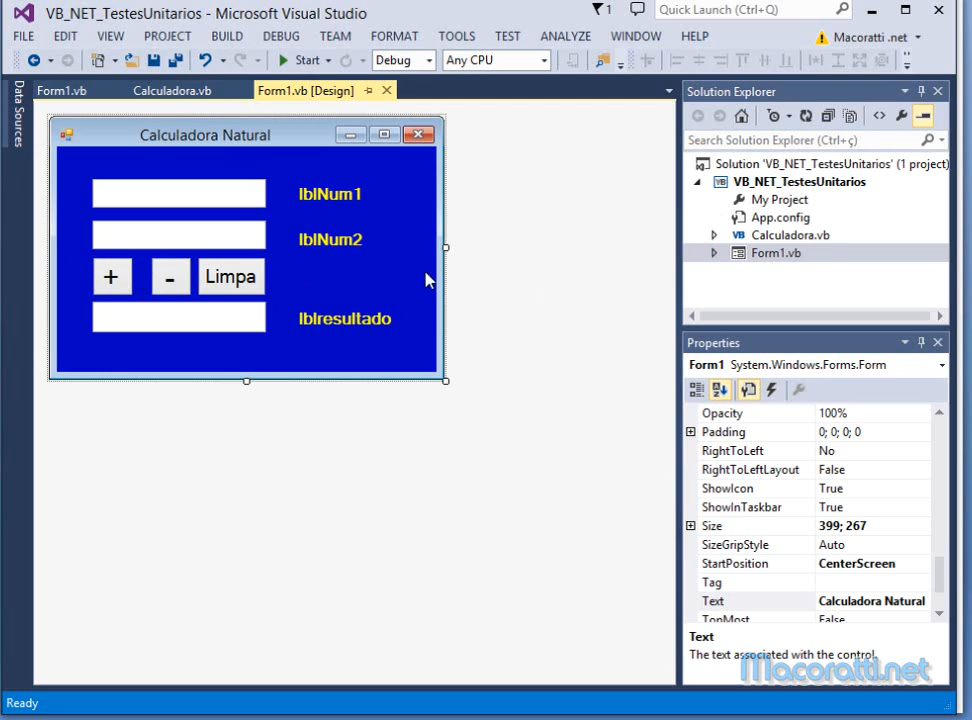 VB_NET_TestesUnitarios - Microsoft Visual Studio
1
Quick Launch (Ctrl+Q)
FILE EDIT VIEW PROJECT BUILD DEBUG TEAM FORMAT TOOLS TEST ANALYZE WINDOW HELP
Macoratti .net
Start Debug Any CPU
Data Sources
Form1.vb Calculadora.vb Form1.vb [Design]
Calculadora Natural
lblNum1
lblNum2
+ - Limpa
lblresultado
Solution Explorer
Search Solution Explorer (Ctrl+ç)
Solution 'VB_NET_TestesUnitarios' (1 project)
VB VB_NET_TestesUnitarios
My Project
App.config
VB Calculadora.vb
Form1.vb
Properties
Form1 System.Windows.Forms.Form
Opacity 100%
Padding 0; 0; 0; 0
RightToLeft No
RightToLeftLayout False
ShowIcon True
ShowInTaskbar True
Size 399; 267
SizeGripStyle Auto
StartPosition CenterScreen
Tag
Text Calculadora Natural
TopMost False
Text
The text associated with the control.
Macoratti.net
Ready